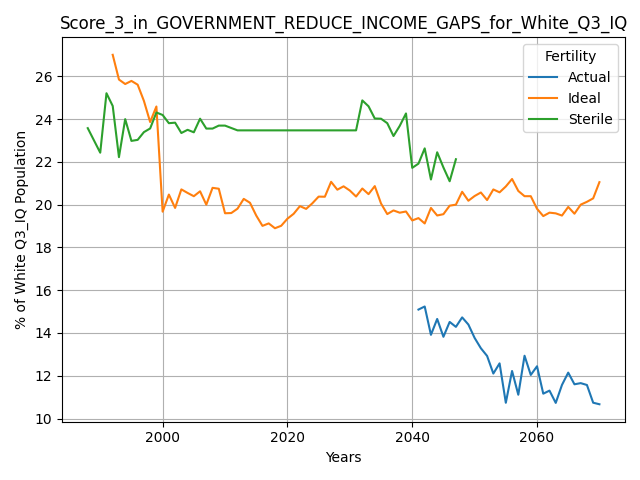 Score_3_in_GOVERNMENT_REDUCE_INCOME_GAPS_for_White_Q3_IQ
Fertility
Actual
Ideal
Sterile
% of White Q3_IQ Population
26
24
22
20
18
16
14
12
10
2000 2020 2040 2060
Years